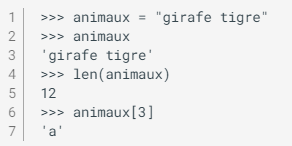 1 >>> animaux = "girafe tigre"
2 >>> animaux
3 'girafe tigre'
4 >>> len(animaux)
5 12
6 >>> animaux[3]
7 'a'